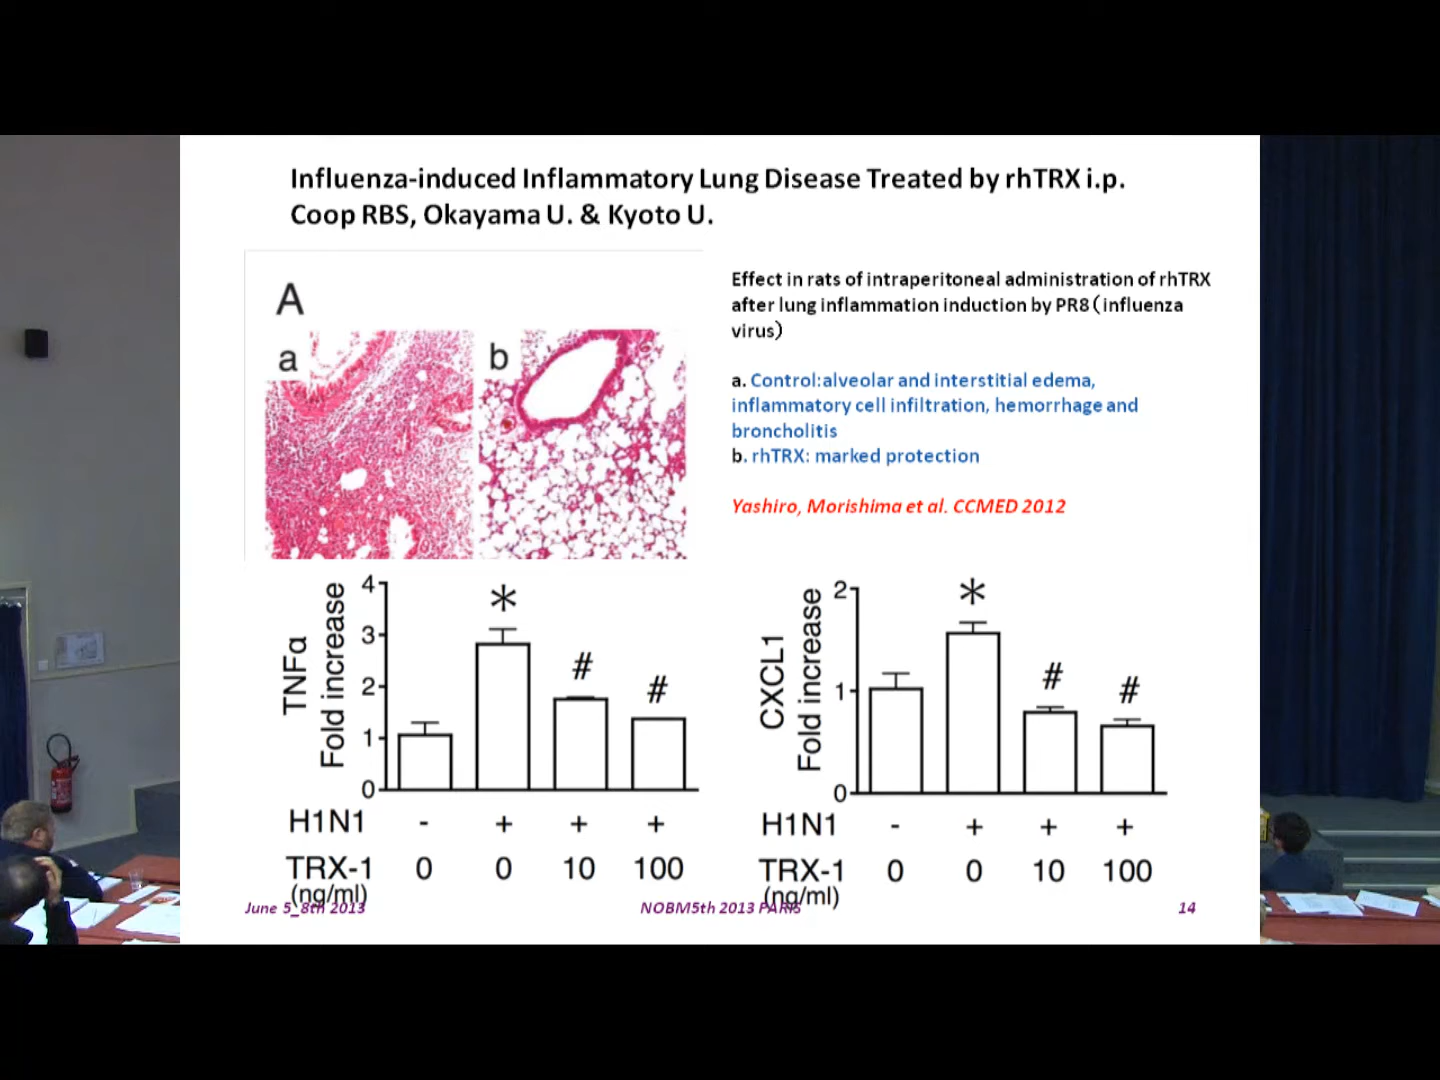 Influenza-induced Inflammatory Lung Disease Treated by rhTRX i.p.
Coop RBS, Okayama U. & Kyoto U.
A
a
b
Effect in rats of intraperitoneal administration of rhTRX
after lung inflammation induction by PR8（influenza
virus）
a. Control:alveolar and interstitial edema,
inflammatory cell infiltration, hemorrhage and
broncholitis
b. rhTRX: marked protection
Yashiro, Morishima et al. CCMED 2012
TNFα
Fold increase
4
3
2
1
0
*
#
#
H1N1 - + + +
TRX-1 0 0 10 100
(ng/ml)
CXCL1
Fold increase
2
1
0
*
#
#
H1N1 - + + +
TRX-1 0 0 10 100
(ng/ml)
June 5_8th 2013
NOBM5th 2013 PARIS
14